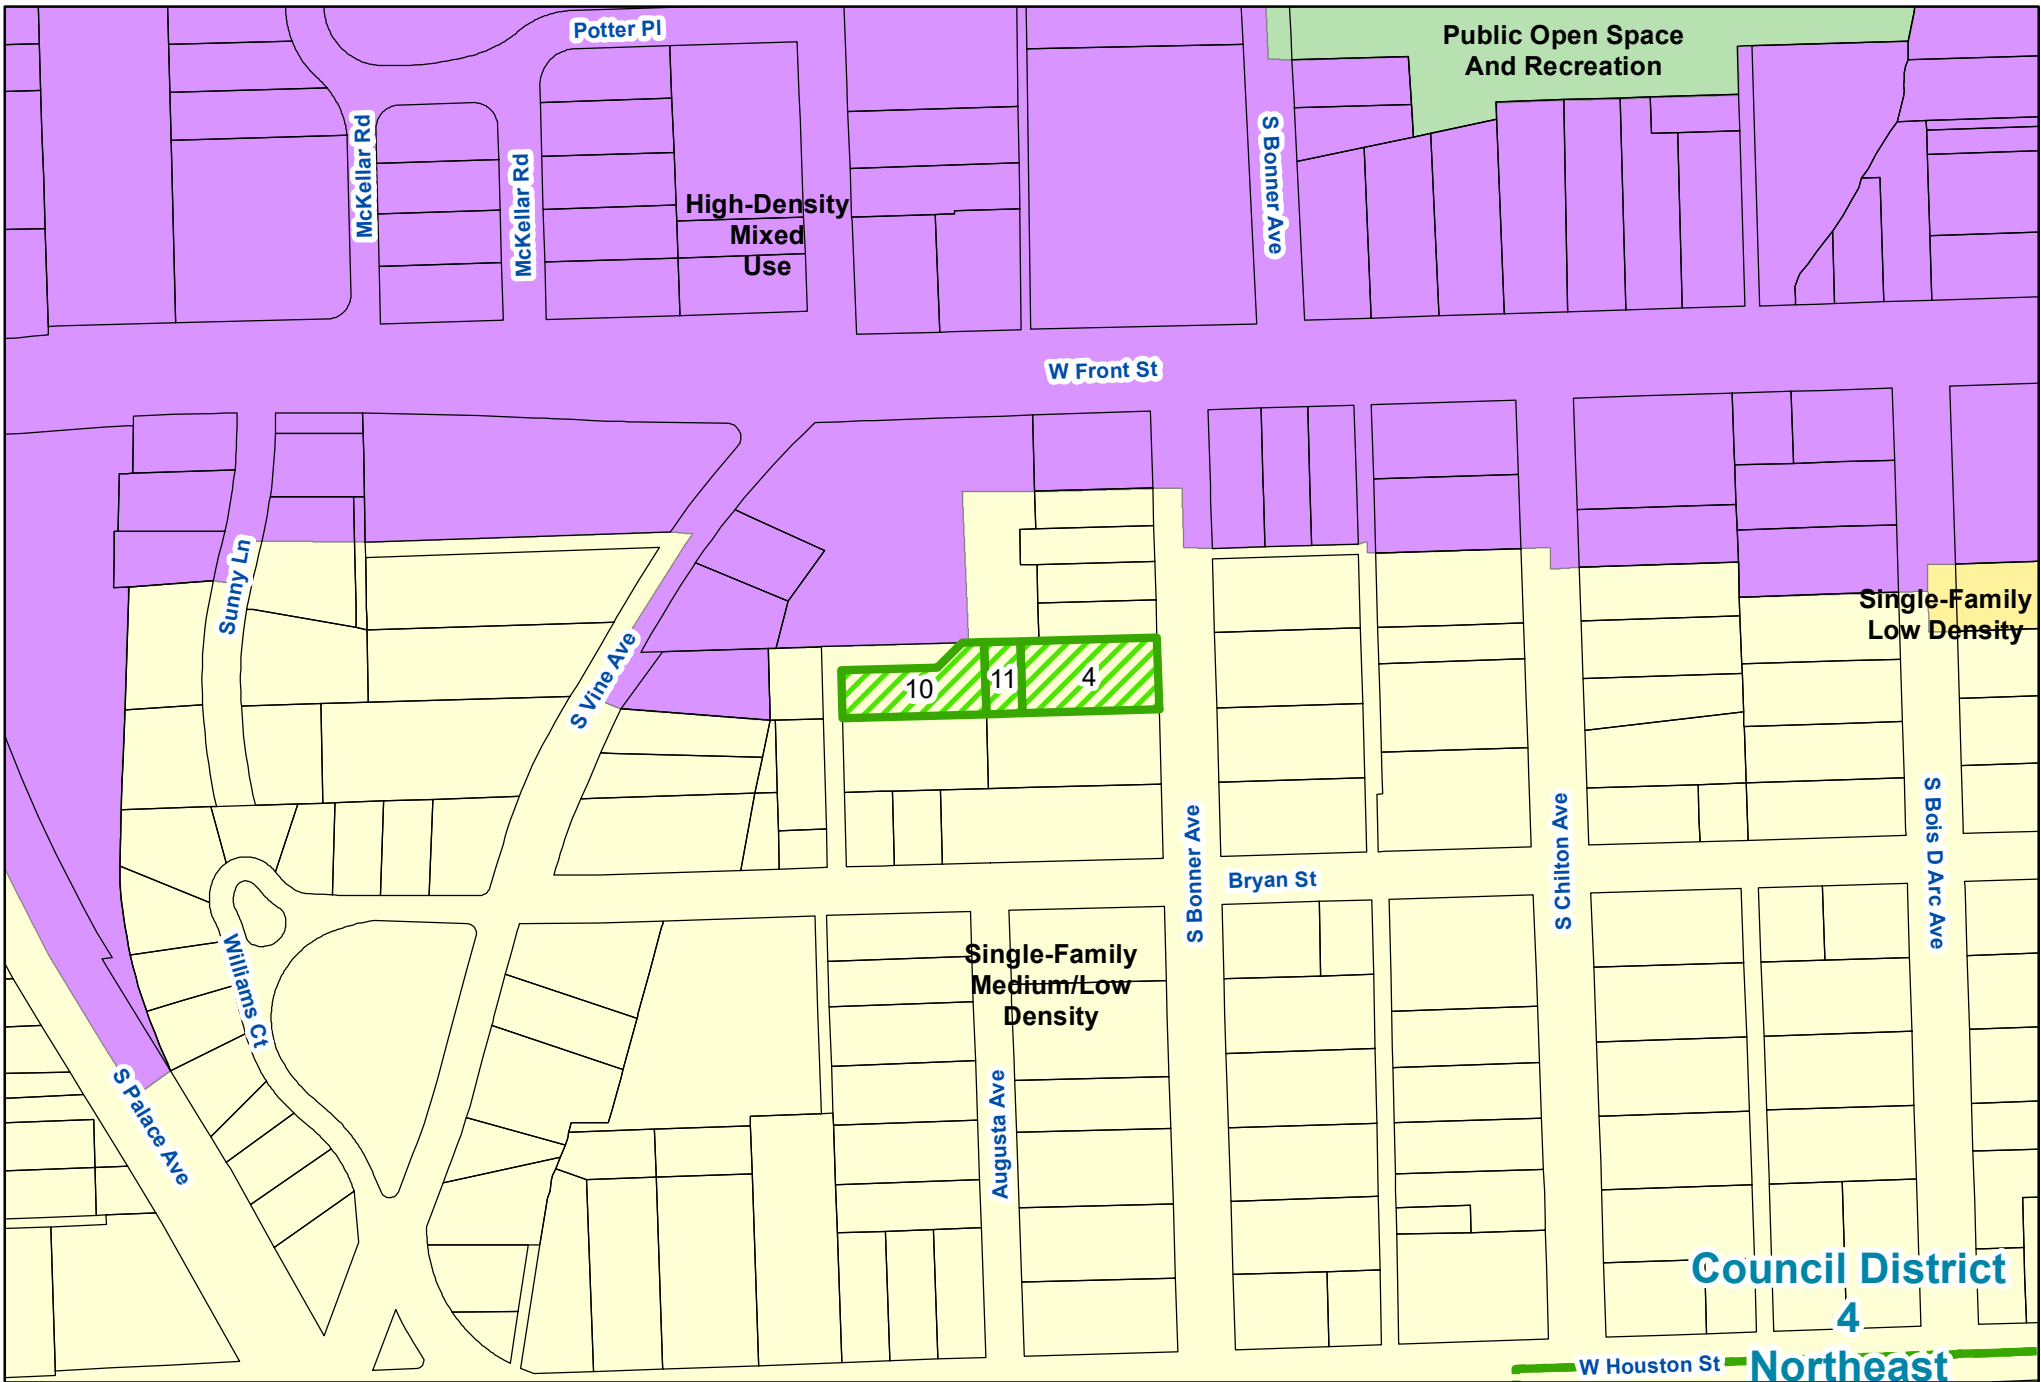 Potter Pl
Public Open Space
And Recreation
McKellar Rd
McKellar Rd
S Bonner Ave
High-Density
Mixed
Use
W Front St
Sunny Ln
S Vine Ave
Single-Family
Low Density
10
11
4
S Bonner Ave
Bryan St
S Chilton Ave
S Bois D Arc Ave
Williams Ct
Single-Family
Medium/Low
Density
S Palace Ave
Augusta Ave
Council District
4
Northeast
W Houston St